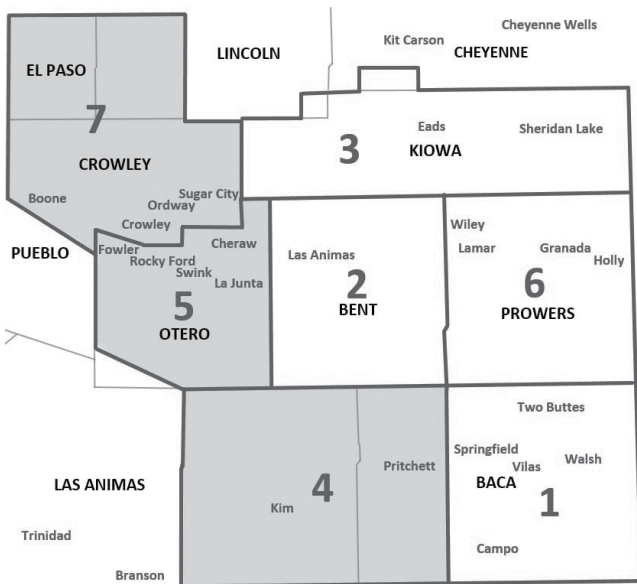 Cheyenne Wells
Kit Carson
LINCOLN
CHEYENNE
EL PASO
7
Eads
Sheridan Lake
3
KIOWA
CROWLEY
Boone
Sugar City
Ordway
Crowley
Wiley
PUEBLO
Fowler
Cheraw
Rocky Ford
Swink
La Junta
Las Animas
Lamar
Granada
Holly
5
OTERO
2
BENT
6
PROWERS
Two Buttes
Springfield
Vilas
Walsh
Pritchett
LAS ANIMAS
4
Kim
BACA
1
Trinidad
Campo
Branson